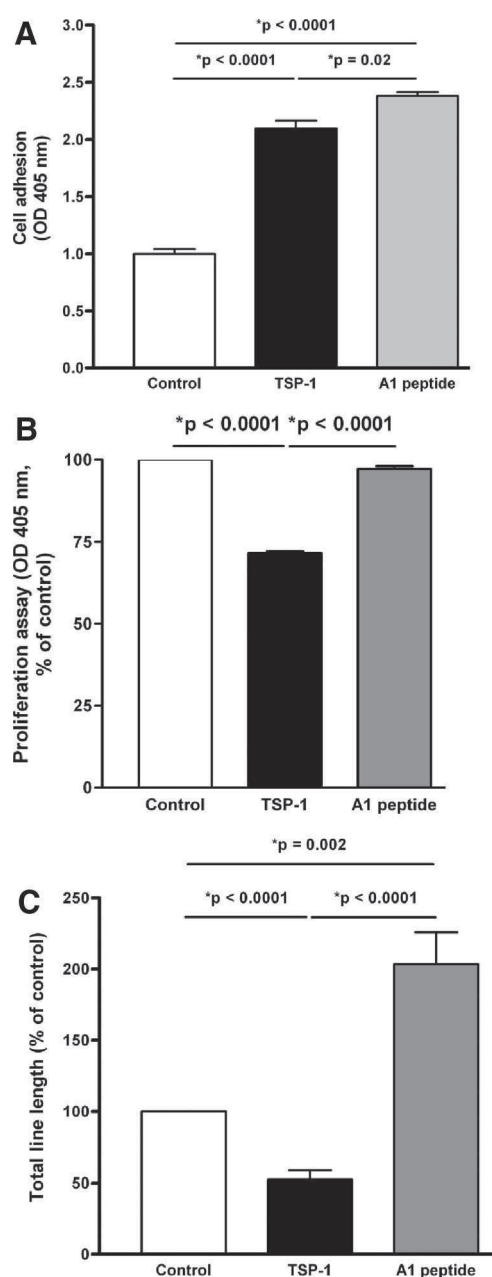 A
*p < 0.0001
*p < 0.0001 *p = 0.02
Cell adhesion
(OD 405 nm)
3.0
2.5
2.0
1.5
1.0
0.5
0.0
Control TSP-1 A1 peptide
B
*p < 0.0001 *p < 0.0001
Proliferation assay (OD 405 nm,
% of control)
100
75
50
25
0
Control TSP-1 A1 peptide
*p = 0.002
C
*p < 0.0001 *p < 0.0001
Total line length (% of control)
250
200
150
100
50
0
Control TSP-1 A1 peptide